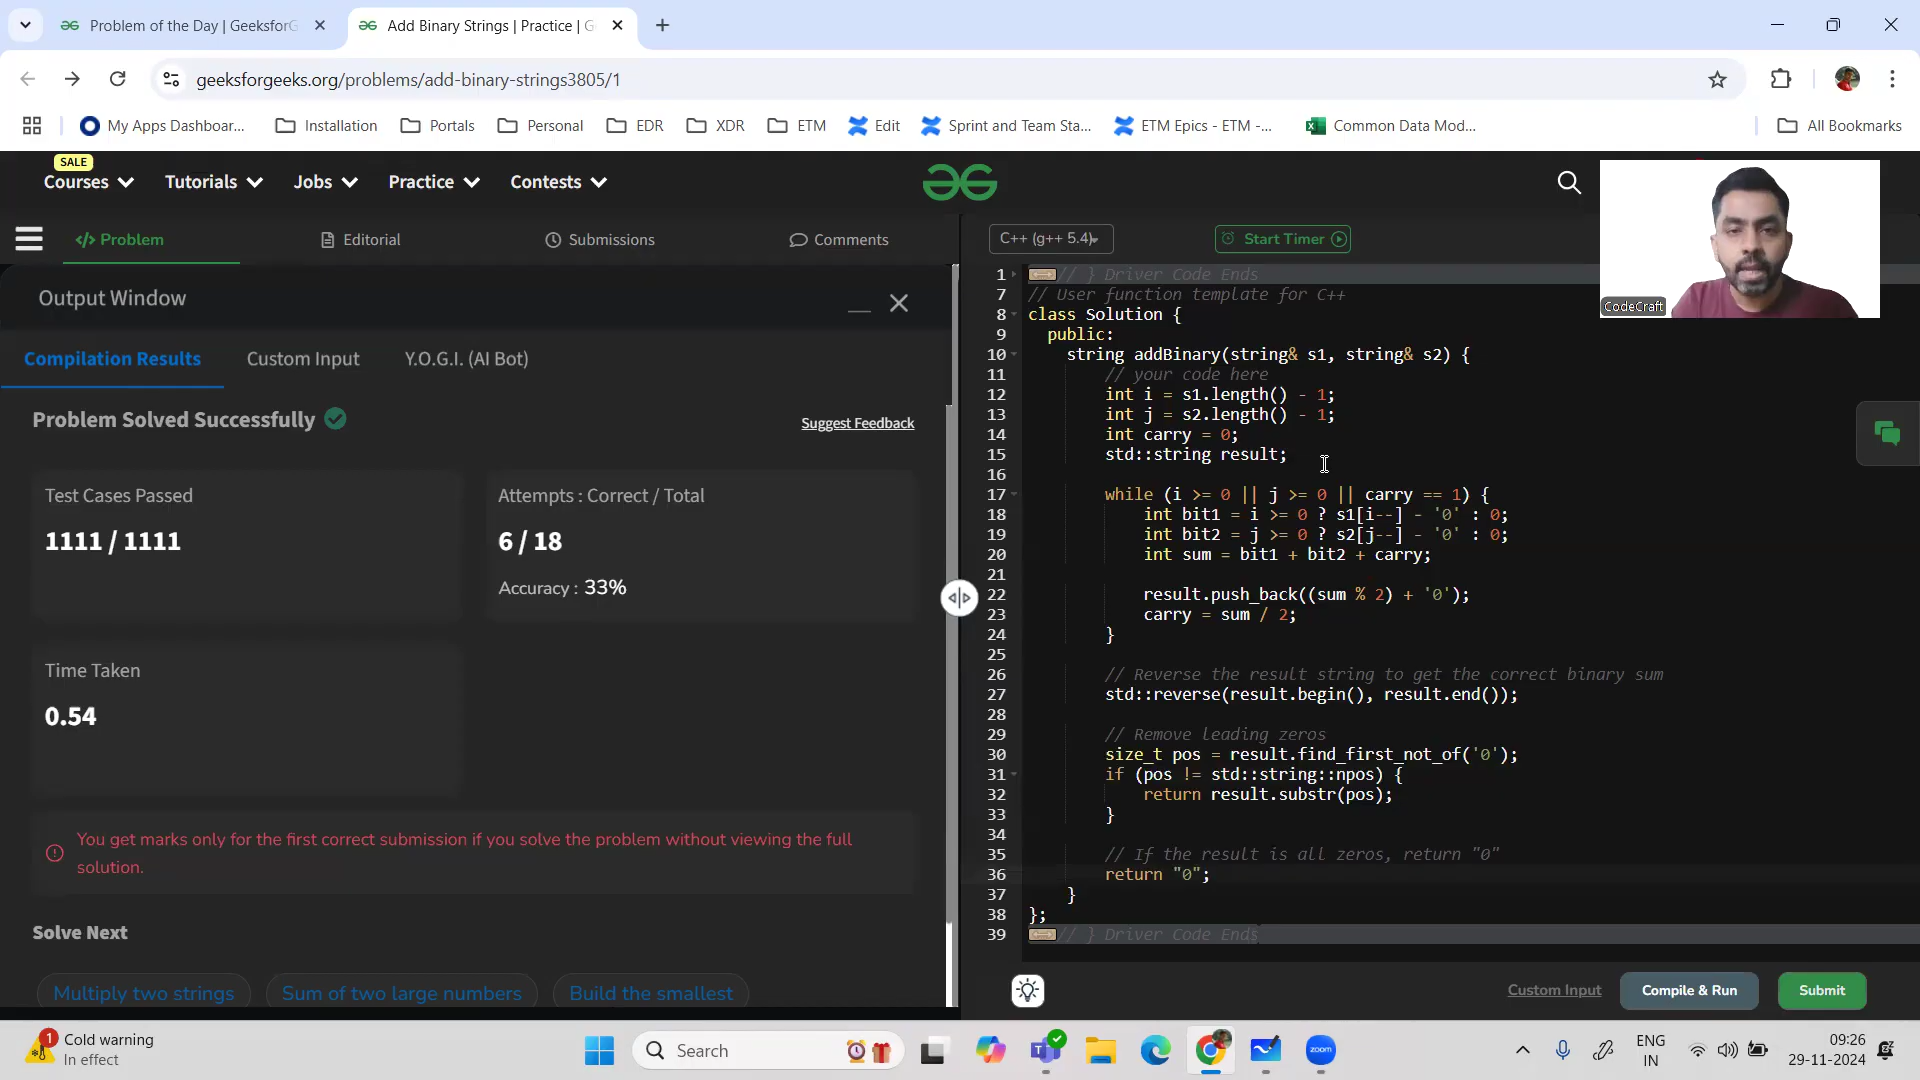 Problem of the Day | GeeksforG
Add Binary Strings | Practice | G
geeksforgeeks.org/problems/add-binary-strings3805/1
My Apps Dashboar...
Installation
Portals
Personal
EDR
XDR
ETM
Edit
Sprint and Team Sta...
ETM Epics - ETM -...
Common Data Mod...
All Bookmarks
SALE
Courses
Tutorials
Jobs
Practice
Contests
</> Problem
Editorial
Submissions
Comments
C++ (g++ 5.4)
Start Timer
CodeCraft
Output Window
Compilation Results
Custom Input
Y.O.G.I. (AI Bot)
Problem Solved Successfully
Suggest Feedback
Test Cases Passed
1111 / 1111
Attempts : Correct / Total
6 / 18
Accuracy : 33%
Time Taken
0.54
You get marks only for the first correct submission if you solve the problem without viewing the full
solution.
Solve Next
Multiply two strings
Sum of two large numbers
Build the smallest
1 // } Driver Code Ends
7 // User function template for C++
8 class Solution {
9 public:
10 string addBinary(string& s1, string& s2) {
11 // your code here
12 int i = s1.length() - 1;
13 int j = s2.length() - 1;
14 int carry = 0;
15 std::string result;
16
17 while (i >= 0 || j >= 0 || carry == 1) {
18 int bit1 = i >= 0 ? s1[i--] - '0' : 0;
19 int bit2 = j >= 0 ? s2[j--] - '0' : 0;
20 int sum = bit1 + bit2 + carry;
21
22 result.push_back((sum % 2) + '0');
23 carry = sum / 2;
24 }
25
26 // Reverse the result string to get the correct binary sum
27 std::reverse(result.begin(), result.end());
28
29 // Remove leading zeros
30 size_t pos = result.find_first_not_of('0');
31 if (pos != std::string::npos) {
32 return result.substr(pos);
33 }
34
35 // If the result is all zeros, return "0"
36 return "0";
37 }
38 };
39 // } Driver Code Ends
Custom Input
Compile & Run
Submit
1
Cold warning
In effect
Search
zoom
ENG
IN
09:26
29-11-2024